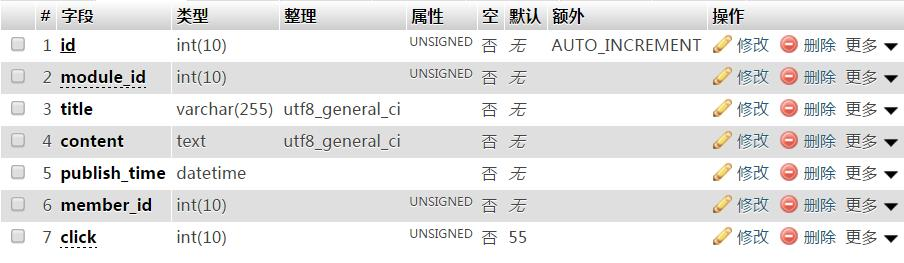 # 字段 类型 整理 属性 空 默认 额外 操作
1 id int(10) UNSIGNED 否 无 AUTO_INCREMENT 修改 删除 更多
2 module_id int(10) UNSIGNED 否 无 修改 删除 更多
3 title varchar(255) utf8_general_ci 否 无 修改 删除 更多
4 content text utf8_general_ci 否 无 修改 删除 更多
5 publish_time datetime 否 无 修改 删除 更多
6 member_id int(10) UNSIGNED 否 无 修改 删除 更多
7 click int(10) UNSIGNED 否 55 修改 删除 更多